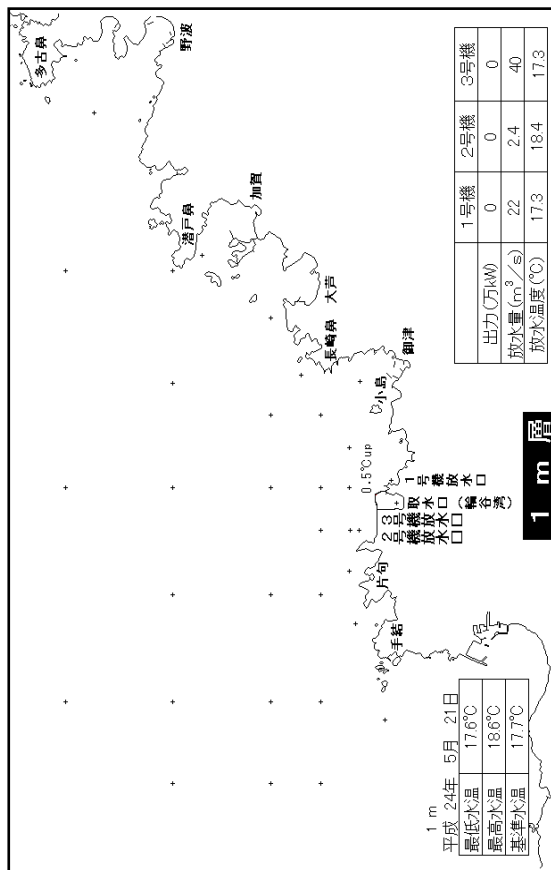 1 m
平成 24年 5月 21日
最低水温 17.6℃
最高水温 18.6℃
基準水温 17.7℃
1 m 層
1号機 2号機 3号機
出力(万kW) 0 0 0
放水量(m³/s) 22 2.4 40
放水温度(℃) 17.3 18.4 17.3
手結
片句
2号機放水口
3号機放水口
取水口(輪谷湾)
1号機放水口
0.5℃up
小島
御津
長崎鼻
大芦
加賀
潜戸鼻
野波
多古鼻